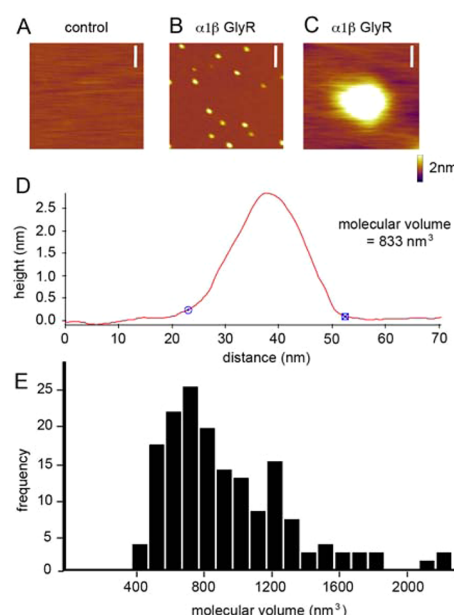 A control
B α1β GlyR
C α1β GlyR
2nm
D
height (nm)
2.5
2.0
1.5
1.0
0.5
0.0
molecular volume
= 833 nm³
0 10 20 30 40 50 60 70
distance (nm)
E
frequency
25
20
15
10
5
0
400 800 1200 1600 2000
molecular volume (nm³)